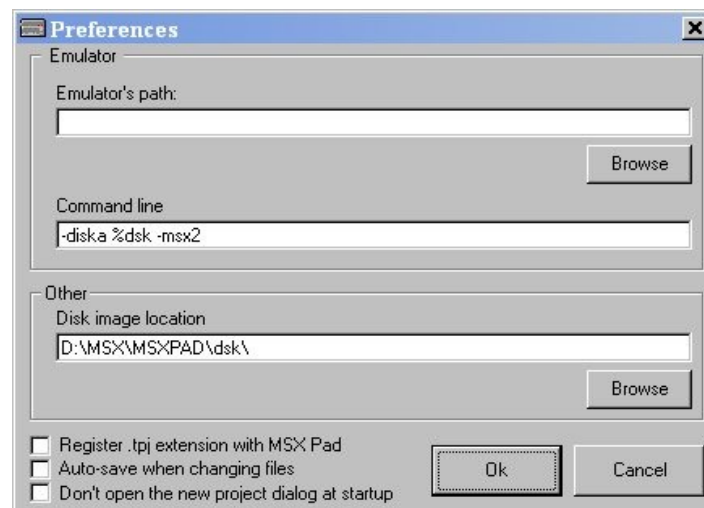 Preferences
Emulator
Emulator's path:
Browse
Command line
-diska %dsk -msx2
Other
Disk image location
D:\MSX\MSXPAD\dsk\
Browse
Register .tpj extension with MSX Pad
Auto-save when changing files
Don't open the new project dialog at startup
Ok
Cancel